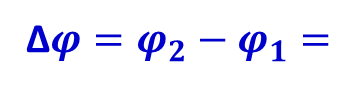 Δφ = φ₂ − φ₁ =